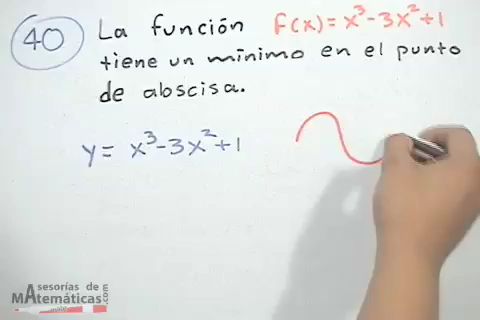 40 La función f(x) = x³ - 3x² + 1
tiene un mínimo en el punto
de abscisa.
y = x³ - 3x² + 1
Asesorías de
Matemáticas.com